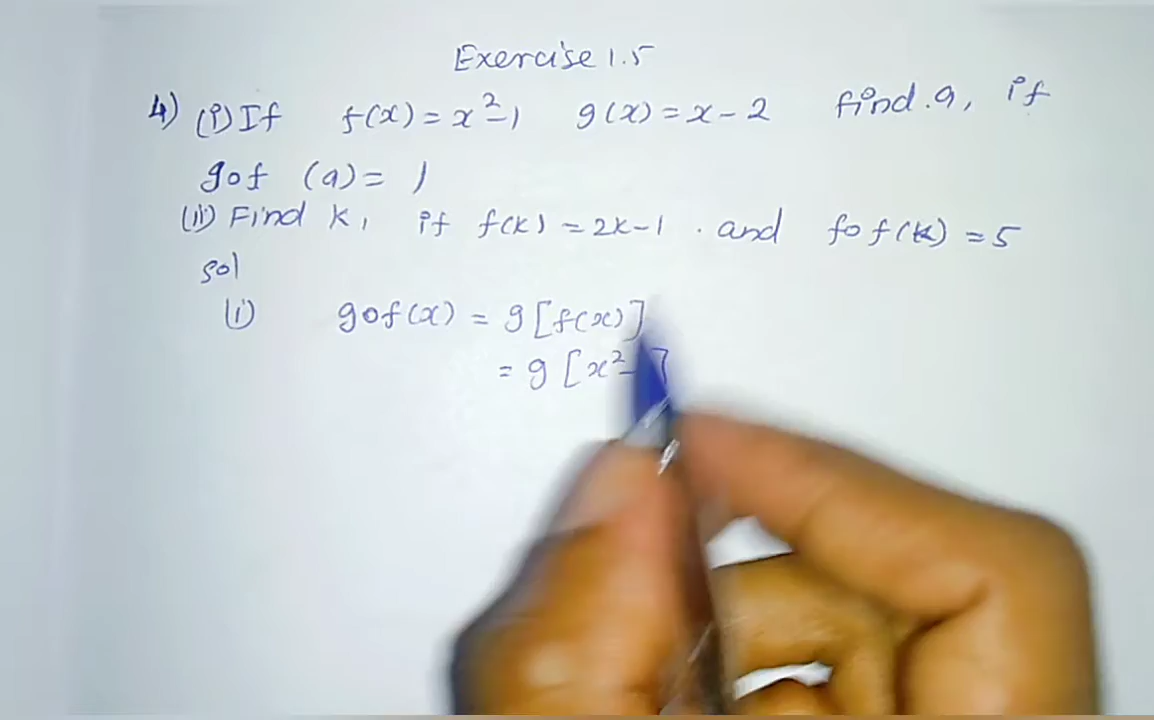 Exercise 1.5
4) (i) If f(x) = x²-1 g(x) = x-2 find. a, if
gof (a) = 1
(ii) Find k, if f(k) = 2k-1 . and fof(k) = 5
sol
(i) gof(x) = g[f(x)]
= g [x² ]